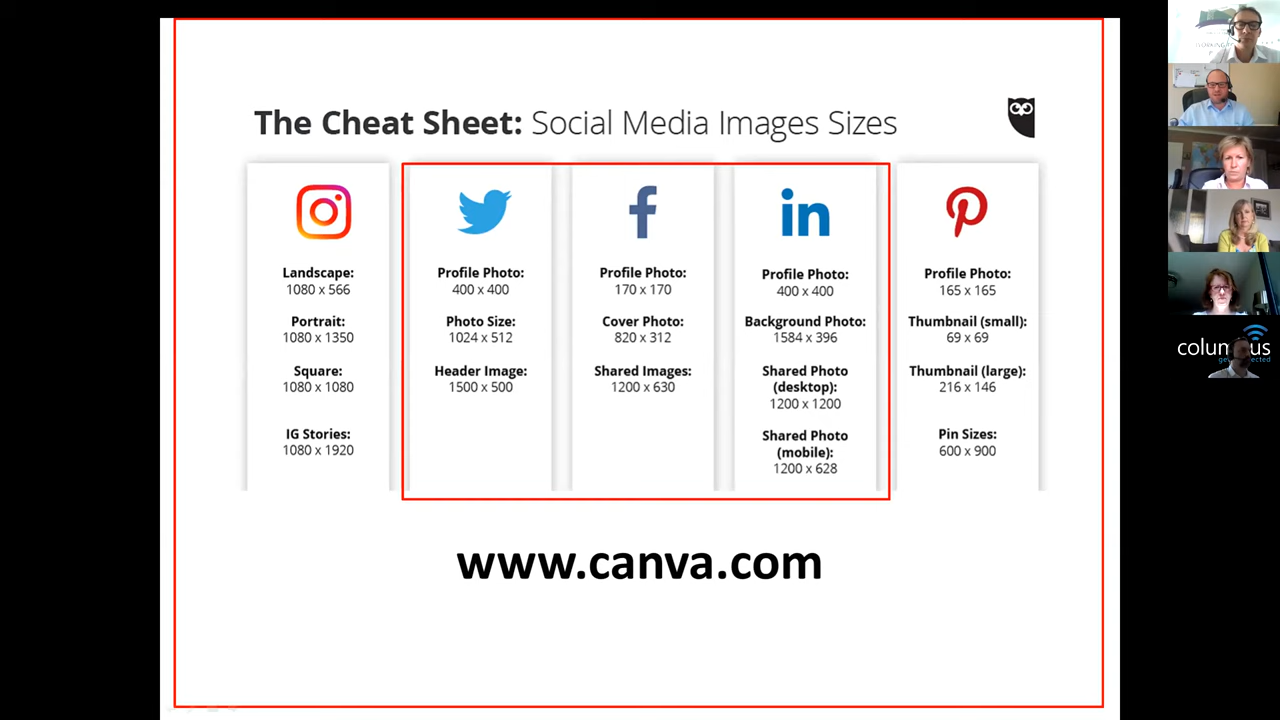 The Cheat Sheet: Social Media Images Sizes
Landscape:
1080 x 566
Portrait:
1080 x 1350
Square:
1080 x 1080
IG Stories:
1080 x 1920
Profile Photo:
400 x 400
Photo Size:
1024 x 512
Header Image:
1500 x 500
f
Profile Photo:
170 x 170
Cover Photo:
820 x 312
Shared Images:
1200 x 630
in
Profile Photo:
400 x 400
Background Photo:
1584 x 396
Shared Photo
(desktop):
1200 x 1200
Shared Photo
(mobile):
1200 x 628
Profile Photo:
165 x 165
Thumbnail (small):
69 x 69
Thumbnail (large):
216 x 146
Pin Sizes:
600 x 900
www.canva.com